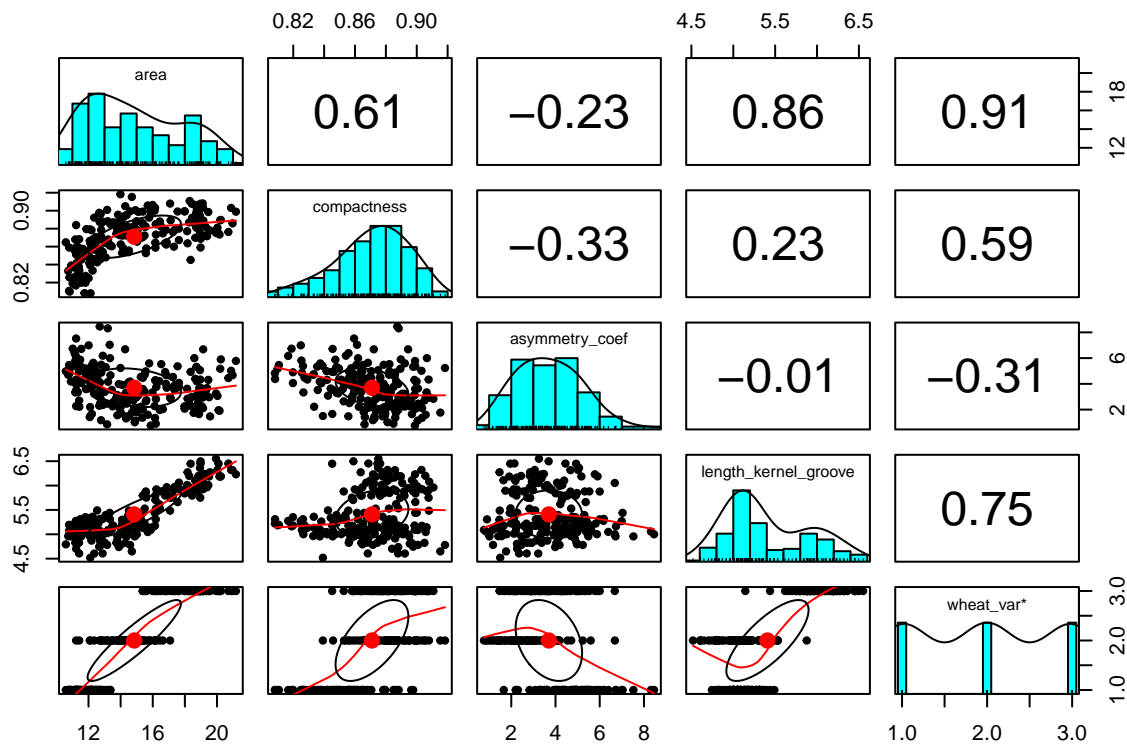 0.82 0.86 0.90 4.5 5.5 6.5
area 0.61 −0.23 0.86 0.91 12 18
0.82 0.90 compactness −0.33 0.23 0.59
asymmetry_coef −0.01 −0.31 2 6
4.5 5.5 6.5 length_kernel_groove 0.75
wheat_var* 1.0 2.0 3.0
12 16 20 2 4 6 8 1.0 2.0 3.0